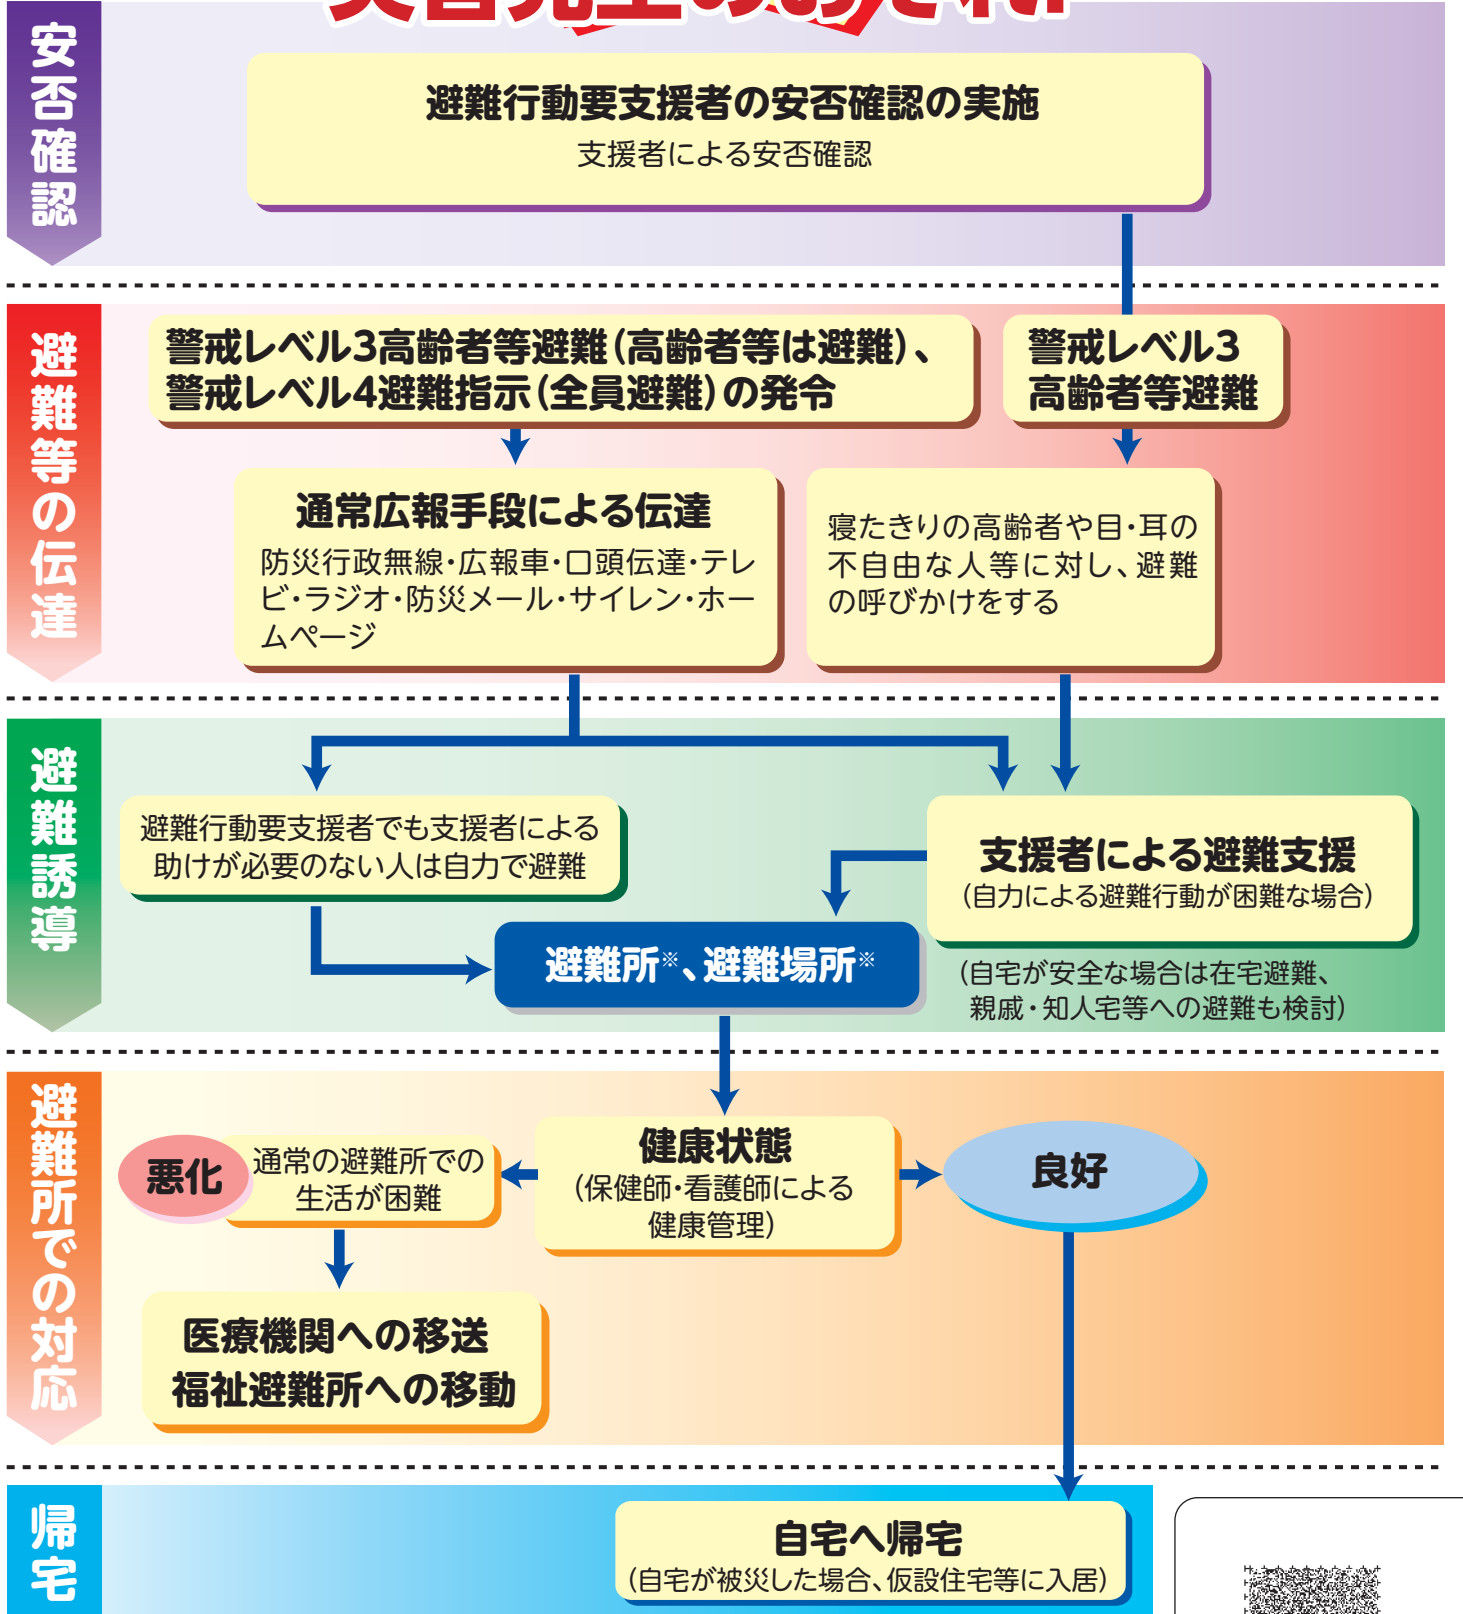 災害発生のおそれ!
安否確認
避難行動要支援者の安否確認の実施
支援者による安否確認
避難等の伝達
警戒レベル3高齢者等避難(高齢者等は避難)、
警戒レベル4避難指示(全員避難)の発令
警戒レベル3
高齢者等避難
通常広報手段による伝達
防災行政無線・広報車・口頭伝達・テレ
ビ・ラジオ・防災メール・サイレン・ホー
ムページ
寝たきりの高齢者や目・耳の
不自由な人等に対し、避難
の呼びかけをする
避難誘導
避難行動要支援者でも支援者による
助けが必要のない人は自力で避難
支援者による避難支援
(自力による避難行動が困難な場合)
避難所※、避難場所※
(自宅が安全な場合は在宅避難、
親戚・知人宅等への避難も検討)
避難所での対応
悪化
通常の避難所での
生活が困難
健康状態
(保健師・看護師による
健康管理)
良好
医療機関への移送
福祉避難所への移動
帰宅
自宅へ帰宅
(自宅が被災した場合、仮設住宅等に入居)